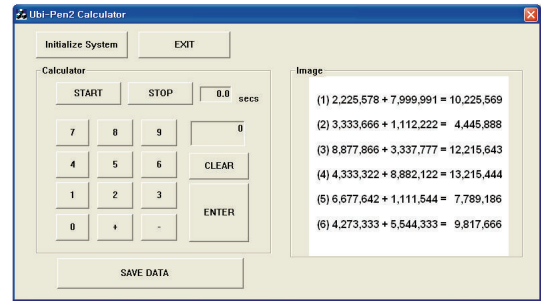 Ubi-Pen2 Calculator
Initialize System
EXIT
Calculator
START
STOP
0.0
secs
7
8
9
0
4
5
6
CLEAR
1
2
3
ENTER
0
+
-
SAVE DATA
Image
(1) 2,225,578 + 7,999,991 = 10,225,569
(2) 3,333,666 + 1,112,222 = 4,445,888
(3) 8,877,866 + 3,337,777 = 12,215,643
(4) 4,333,322 + 8,882,122 = 13,215,444
(5) 6,677,642 + 1,111,544 = 7,789,186
(6) 4,273,333 + 5,544,333 = 9,817,666